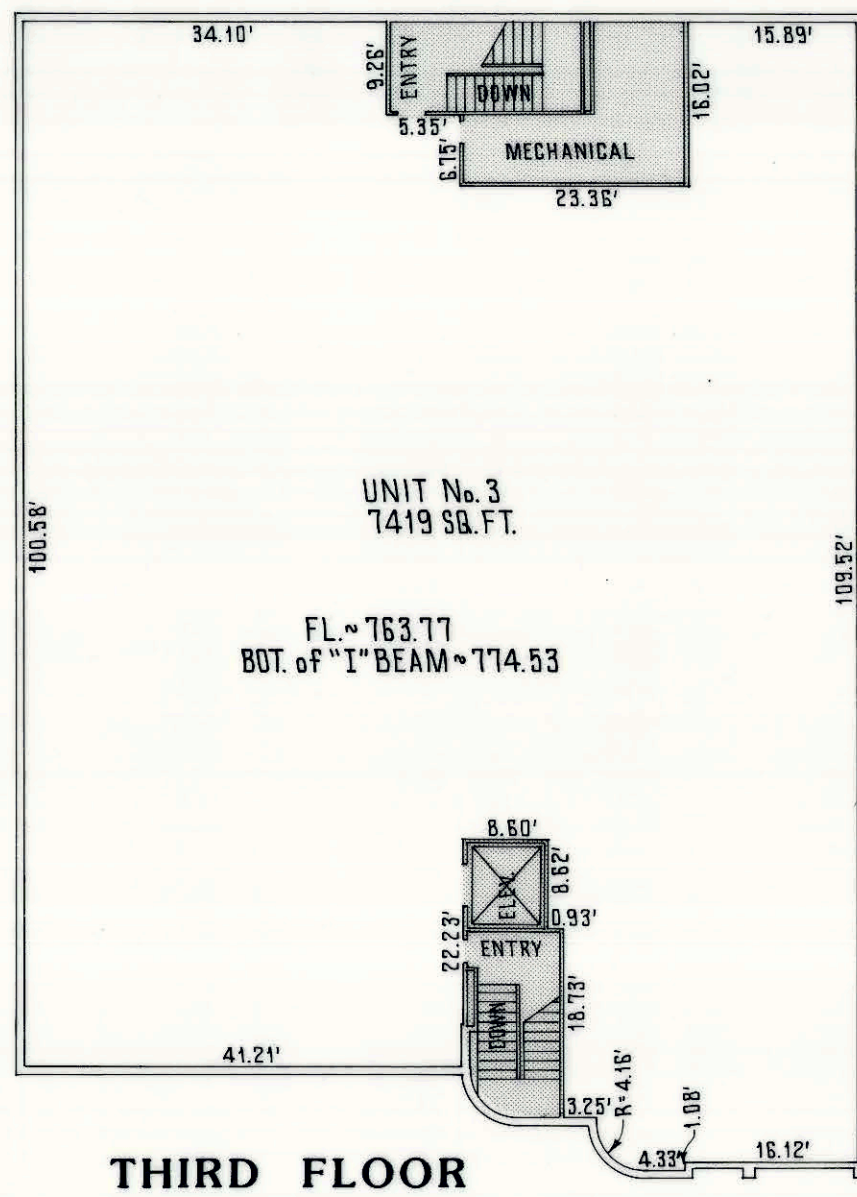 34.10'
15.89'
9.26'
ENTRY
DOWN
16.02'
5.35'
6.75'
MECHANICAL
23.36'
UNIT No. 3
7419 SQ. FT.
100.58'
109.52'
FL.~763.77
BOT. of "I" BEAM~774.53
8.60'
ELEV.
8.62'
0.93'
22.23'
ENTRY
DOWN
18.73'
41.21'
3.25'
R=4.16'
1.08'
4.33'
16.12'
THIRD FLOOR